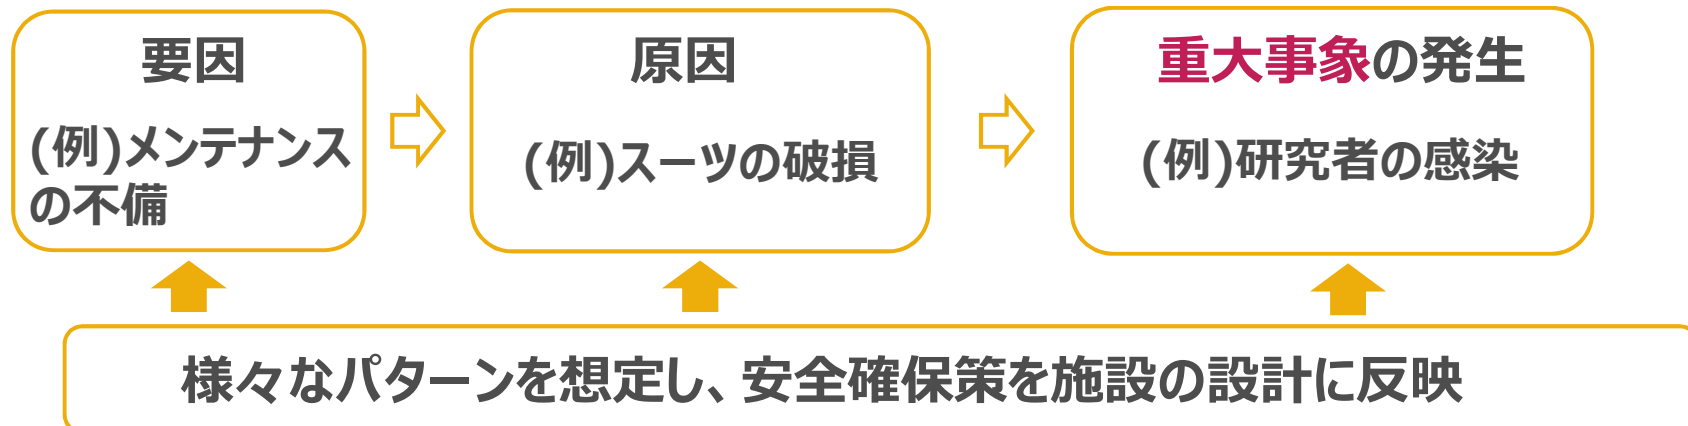 要因
(例)メンテナンス
の不備
原因
(例)スーツの破損
重大事象の発生
(例)研究者の感染
様々なパターンを想定し、安全確保策を施設の設計に反映